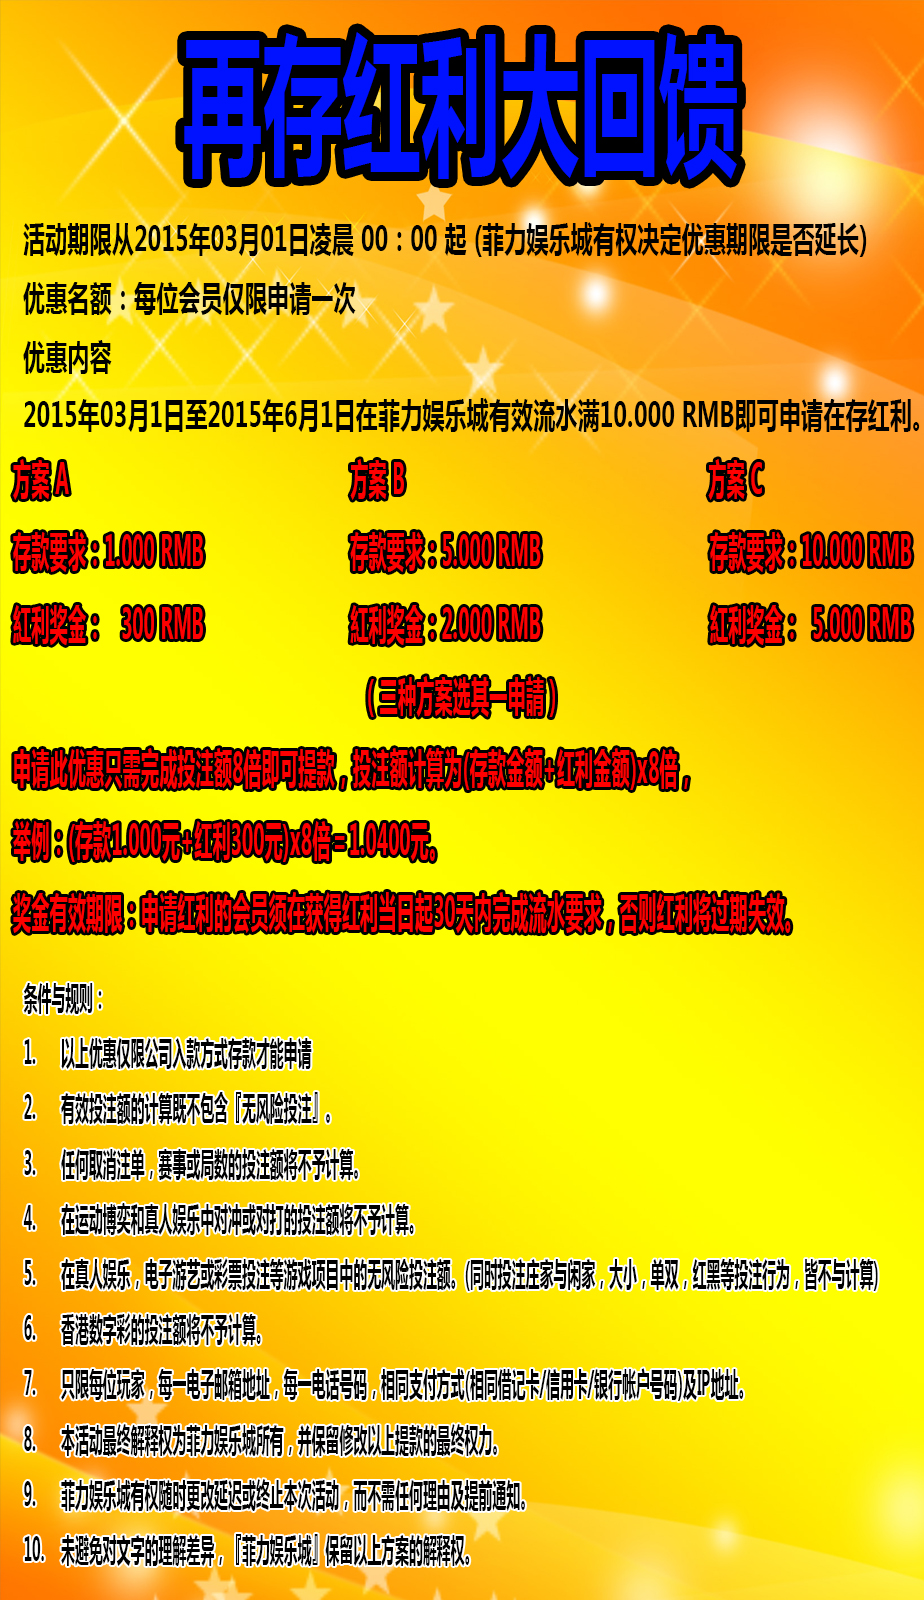 再存红利大回馈
活动期限从2015年03月01日凌晨 00：00 起 (菲力娱乐城有权决定优惠期限是否延长)
优惠名额：每位会员仅限申请一次
优惠内容
2015年03月1日至2015年6月1日在菲力娱乐城有效流水满10.000 RMB即可申请在存红利。
方案 A 方案 B 方案 C
存款要求：1.000 RMB 存款要求：5.000 RMB 存款要求：10.000 RMB
紅利奖金： 300 RMB 紅利奖金：2.000 RMB 紅利奖金： 5.000 RMB
（三种方案选其一申請）
申请此优惠只需完成投注额8倍即可提款，投注额计算为(存款金额+红利金额)x8倍，
举例：(存款1.000元+红利300元)x8倍＝1.0400元。
奖金有效期限：申请红利的会员须在获得红利当日起30天内完成流水要求，否则红利将过期失效。
条件与规则：
1. 以上优惠仅限公司入款方式存款才能申请
2. 有效投注额的计算既不包含『无风险投注』。
3. 任何取消注单，赛事或局数的投注额将不予计算。
4. 在运动博奕和真人娱乐中对冲或对打的投注额将不予计算。
5. 在真人娱乐，电子游艺或彩票投注等游戏项目中的无风险投注额。(同时投注庄家与闲家，大小，单双，红黑等投注行为，皆不与计算)
6. 香港数字彩的投注额将不予计算。
7. 只限每位玩家，每一电子邮箱地址，每一电话号码，相同支付方式(相同借记卡/信用卡/银行帐户号码)及IP地址。
8. 本活动最终解释权为菲力娱乐城所有，并保留修改以上提款的最终权力。
9. 菲力娱乐城有权随时更改延迟或终止本次活动，而不需任何理由及提前通知。
10. 未避免对文字的理解差异，『菲力娱乐城』保留以上方案的解释权。